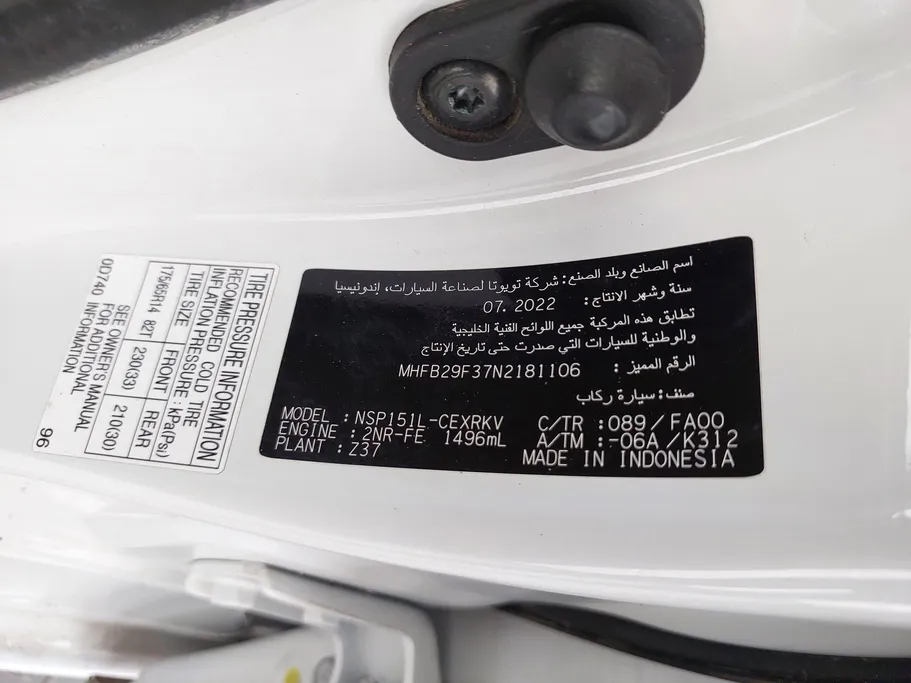 اسم الصانع وبلد الصنع: شركة تويوتا لصناعة السيارات، إندونيسيا
سنة وشهر الانتاج: 07. 2022
تطابق هذه المركبة جميع اللوائح الفنية الخليجية
والوطنية للسيارات التي صدرت حتى تاريخ الإنتاج
الرقم المميز: MHFB29F37N2181106
صنف: سيارة ركاب
MODEL : NSP151L-CEXRKV C/TR : 089/FA00
ENGINE : 2NR-FE 1496mL A/TM : -06A/K312
PLANT : Z37 MADE IN INDONESIA
TIRE PRESSURE INFORMATION
RECOMMENDED COLD TIRE
INFLATION PRESSURE : kPa(Psi)
TIRE SIZE FRONT REAR
175/65R14 82T 230(33) 210(30)
SEE OWNER'S MANUAL
FOR ADDITIONAL
INFORMATION
0D740 96